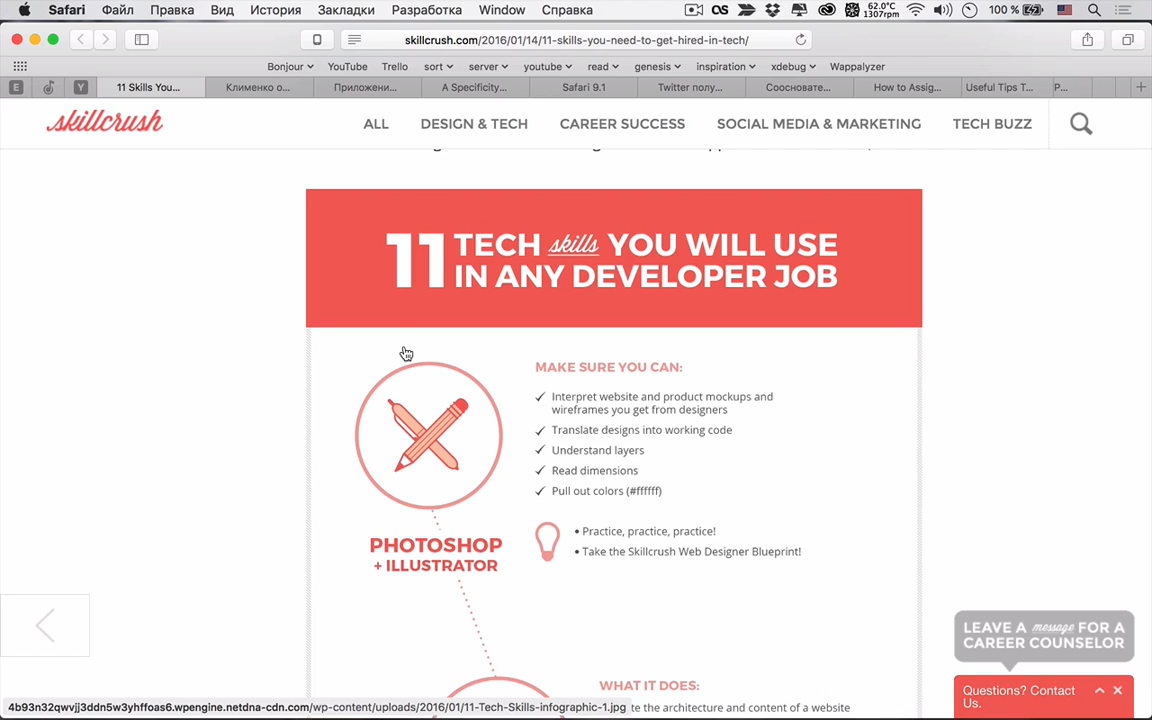 Safari Файл Правка Вид История Закладки Разработка Window Справка 62.0°C 1307rpm 100 %
skillcrush.com/2016/01/14/11-skills-you-need-to-get-hired-in-tech/
Bonjour YouTube Trello sort server youtube read genesis inspiration xdebug Wappalyzer
E Y 11 Skills You... Клименко о... Приложени... A Specificity... Safari 9.1 Twitter полу... Соосновате... How to Assig... Useful Tips T... P...
skillcrush ALL DESIGN & TECH CAREER SUCCESS SOCIAL MEDIA & MARKETING TECH BUZZ
11 TECH skills YOU WILL USE
IN ANY DEVELOPER JOB
MAKE SURE YOU CAN:
Interpret website and product mockups and
wireframes you get from designers
Translate designs into working code
Understand layers
Read dimensions
Pull out colors (#ffffff)
• Practice, practice, practice!
• Take the Skillcrush Web Designer Blueprint!
PHOTOSHOP
+ ILLUSTRATOR
LEAVE A message FOR A
CAREER COUNSELOR
WHAT IT DOES:
Questions? Contact
Us.
4b93n32qwvjj3ddn5w3yhffoas6.wpengine.netdna-cdn.com/wp-content/uploads/2016/01/11-Tech-Skills-infographic-1.jpg
te the architecture and content of a website